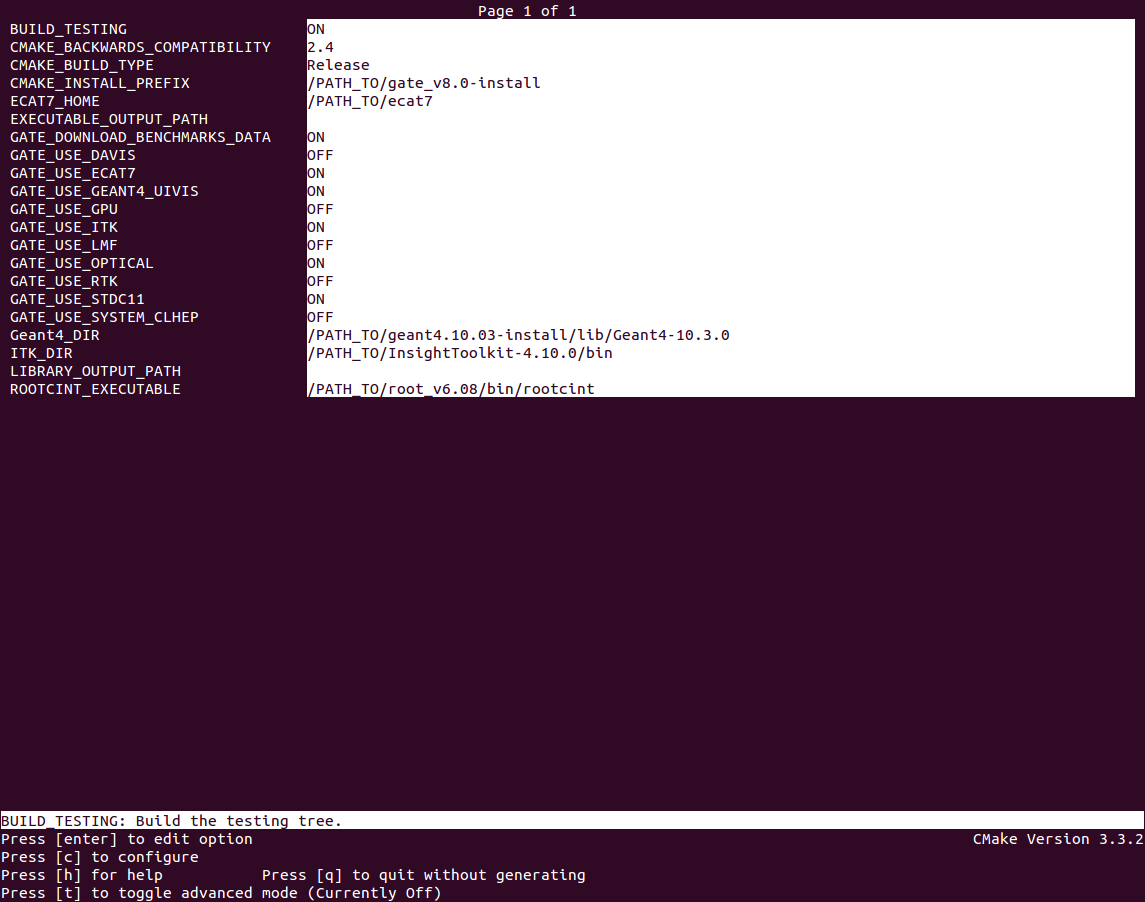 Page 1 of 1
BUILD_TESTING ON
CMAKE_BACKWARDS_COMPATIBILITY 2.4
CMAKE_BUILD_TYPE Release
CMAKE_INSTALL_PREFIX /PATH_TO/gate_v8.0-install
ECAT7_HOME /PATH_TO/ecat7
EXECUTABLE_OUTPUT_PATH
GATE_DOWNLOAD_BENCHMARKS_DATA ON
GATE_USE_DAVIS OFF
GATE_USE_ECAT7 ON
GATE_USE_GEANT4_UIVIS ON
GATE_USE_GPU OFF
GATE_USE_ITK ON
GATE_USE_LMF OFF
GATE_USE_OPTICAL ON
GATE_USE_RTK OFF
GATE_USE_STDC11 ON
GATE_USE_SYSTEM_CLHEP OFF
Geant4_DIR /PATH_TO/geant4.10.03-install/lib/Geant4-10.3.0
ITK_DIR /PATH_TO/InsightToolkit-4.10.0/bin
LIBRARY_OUTPUT_PATH
ROOTCINT_EXECUTABLE /PATH_TO/root_v6.08/bin/rootcint
BUILD_TESTING: Build the testing tree.
Press [enter] to edit option CMake Version 3.3.2
Press [c] to configure
Press [h] for help Press [q] to quit without generating
Press [t] to toggle advanced mode (Currently Off)